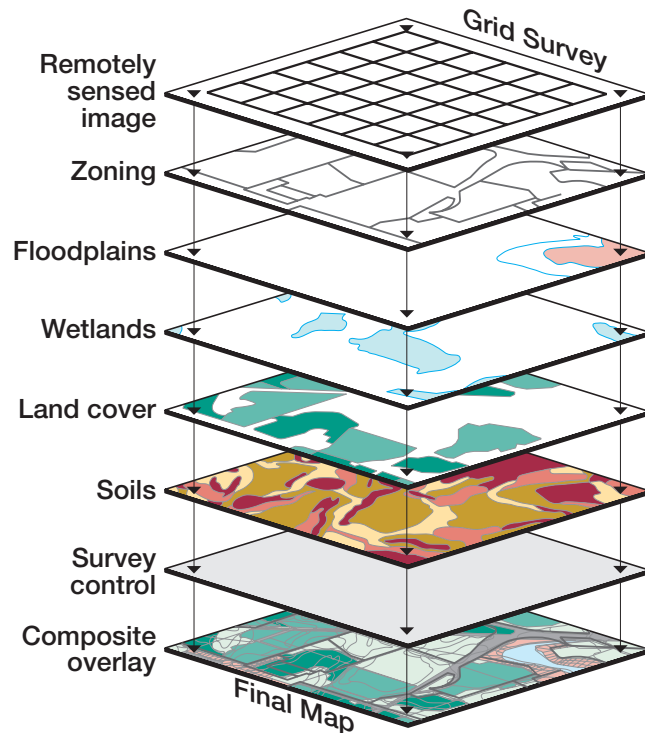 Grid Survey
Remotely
sensed
image
Zoning
Floodplains
Wetlands
Land cover
Soils
Survey
control
Composite
overlay
Final Map